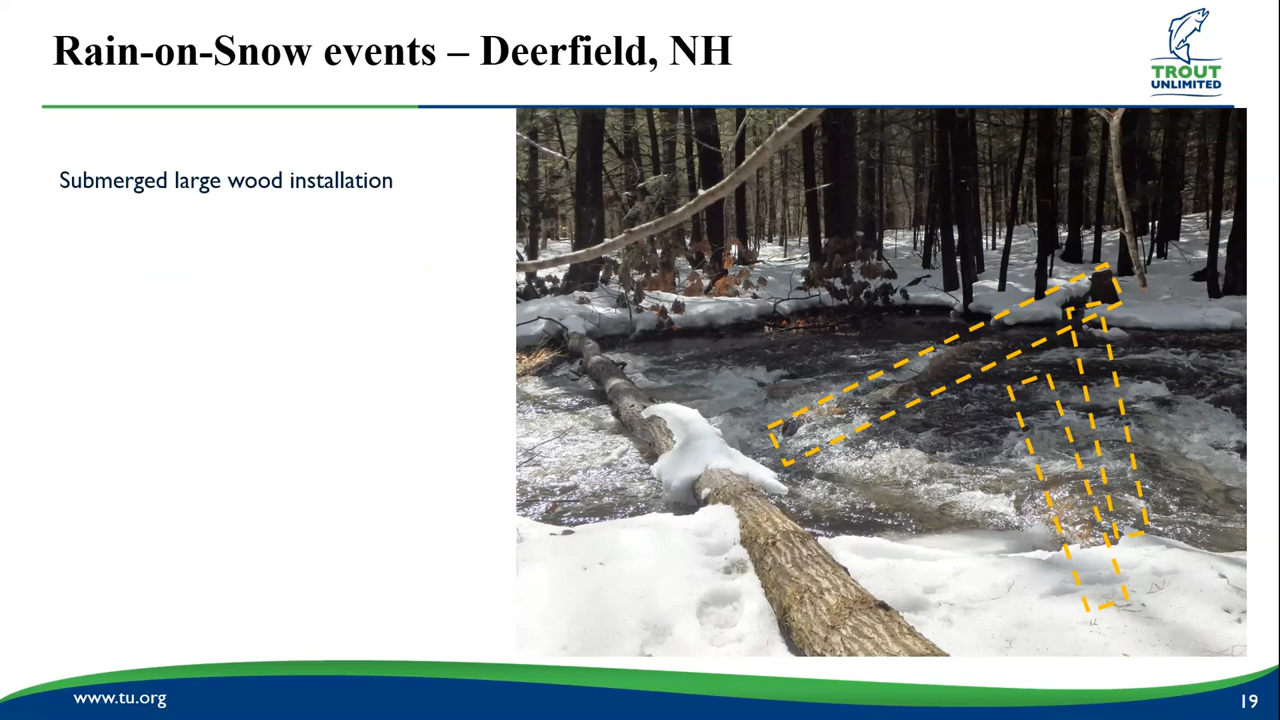 Rain-on-Snow events – Deerfield, NH
TROUT
UNLIMITED
Submerged large wood installation
www.tu.org
19